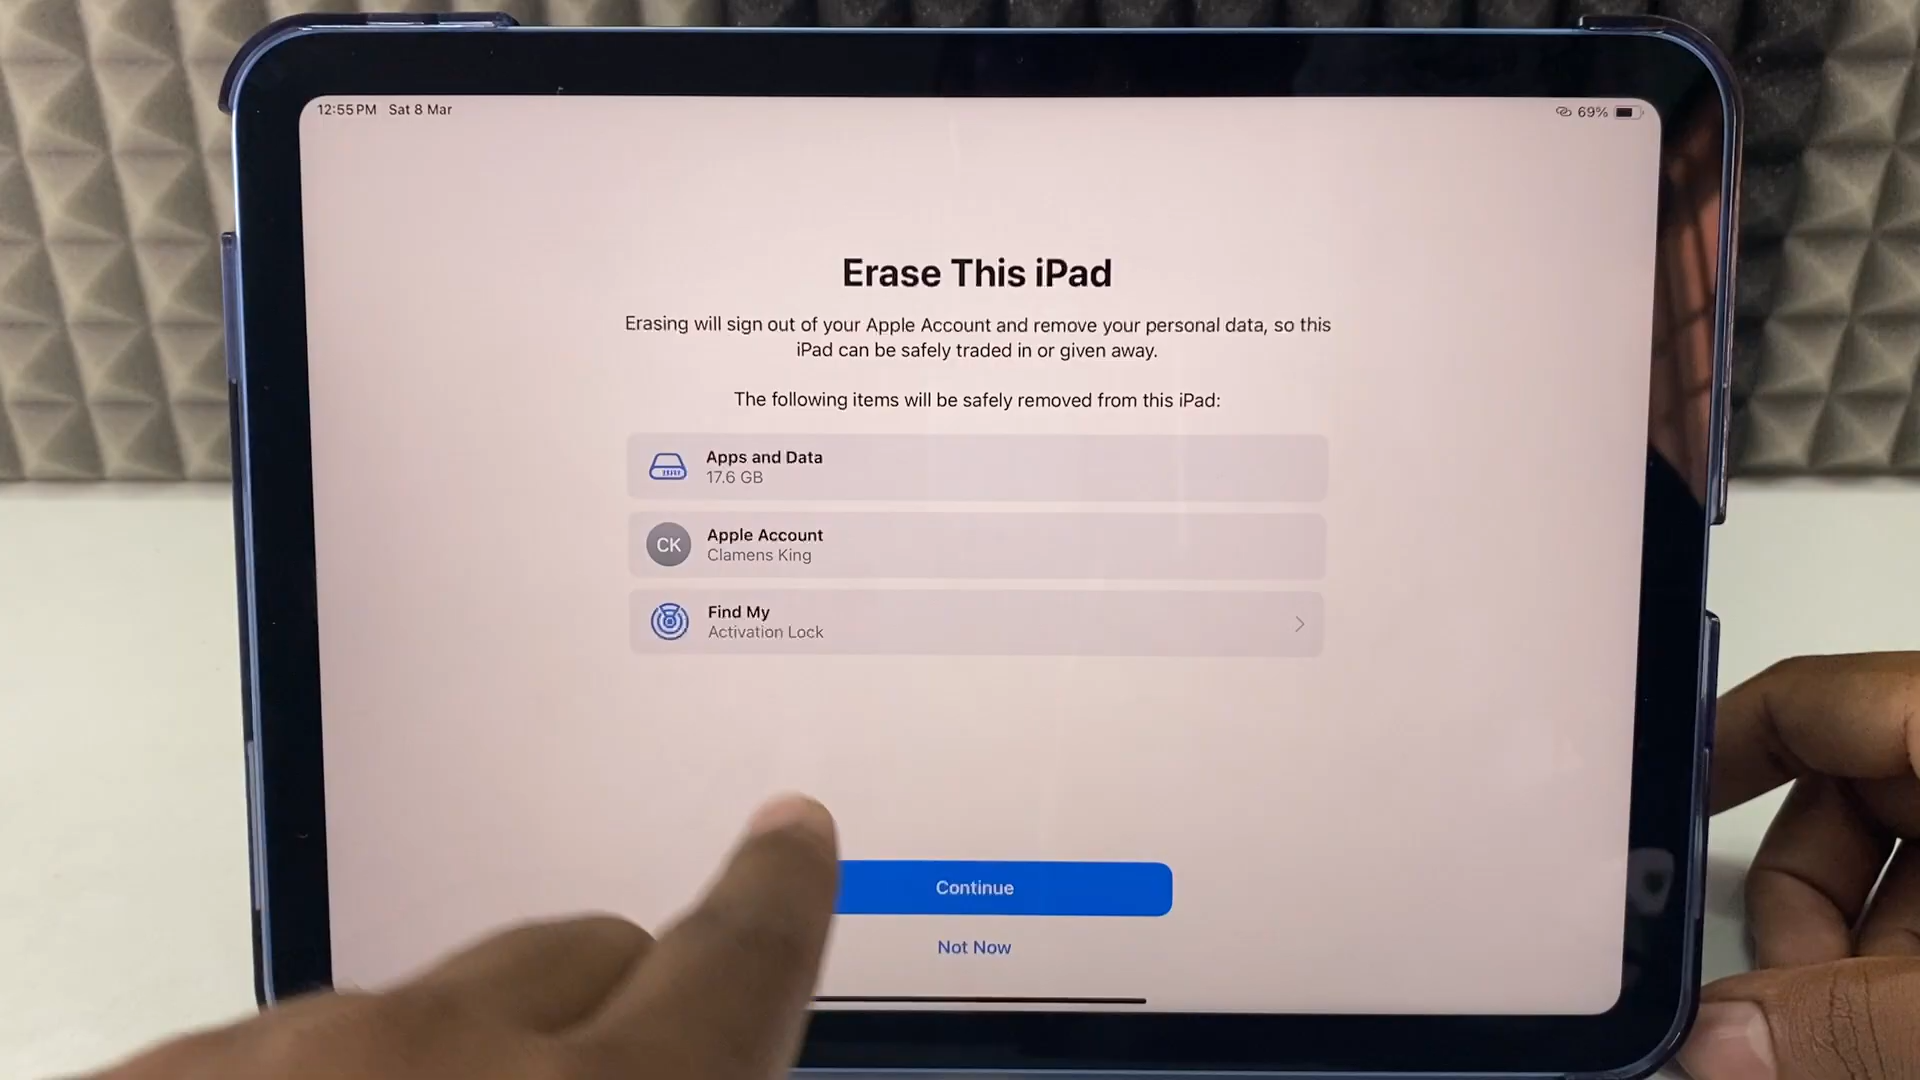 12:55 PM Sat 8 Mar
69%
Erase This iPad
Erasing will sign out of your Apple Account and remove your personal data, so this
iPad can be safely traded in or given away.
The following items will be safely removed from this iPad:
Apps and Data
17.6 GB
CK
Apple Account
Clamens King
Find My
Activation Lock
Continue
Not Now